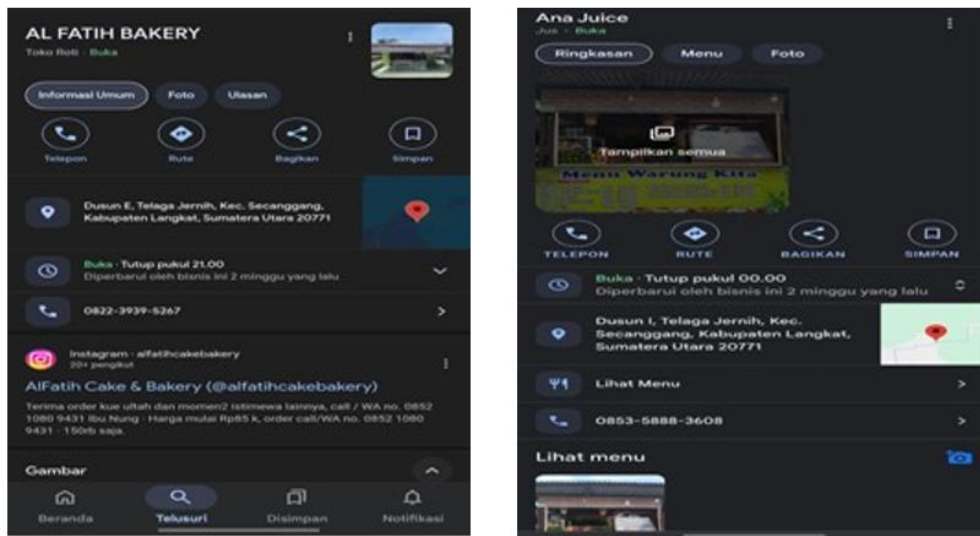 AL FATIH BAKERY
Toko Roti · Buka
Informasi Umum
Foto
Ulasan
Telepon
Rute
Bagikan
Simpan
Dusun E, Telaga Jernih, Kec. Secanggang,
Kabupaten Langkat, Sumatera Utara 20771
Buka · Tutup pukul 21.00
Diperbarui oleh bisnis ini 2 minggu yang lalu
0822-3939-5267
Instagram · alfatihcakebakery
20+ pengikut
AlFatih Cake & Bakery (@alfatihcakebakery)
Terima order kue ultah dan momen2 istimewa lainnya, call / WA no. 0852
1080 9431 Ibu Nung · Harga mulai Rp85 k, order call/WA no. 0852 1080
9431 · 150rb saja.
Gambar
Beranda
Telusuri
Disimpan
Notifikasi
Ana Juice
Jus · Buka
Ringkasan
Menu
Foto
Tampilkan semua
Menu Warung Kita
TELEPON
RUTE
BAGIKAN
SIMPAN
Buka · Tutup pukul 00.00
Diperbarui oleh bisnis ini 2 minggu yang lalu
Dusun I, Telaga Jernih, Kec.
Secanggang, Kabupaten Langkat,
Sumatera Utara 20771
Lihat Menu
0853-5888-3608
Lihat menu